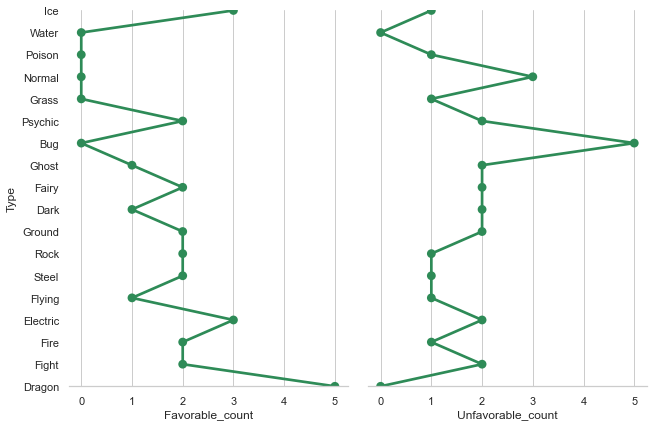 Type
Ice
Water
Poison
Normal
Grass
Psychic
Bug
Ghost
Fairy
Dark
Ground
Rock
Steel
Flying
Electric
Fire
Fight
Dragon
0 1 2 3 4 5
Favorable_count
0 1 2 3 4 5
Unfavorable_count